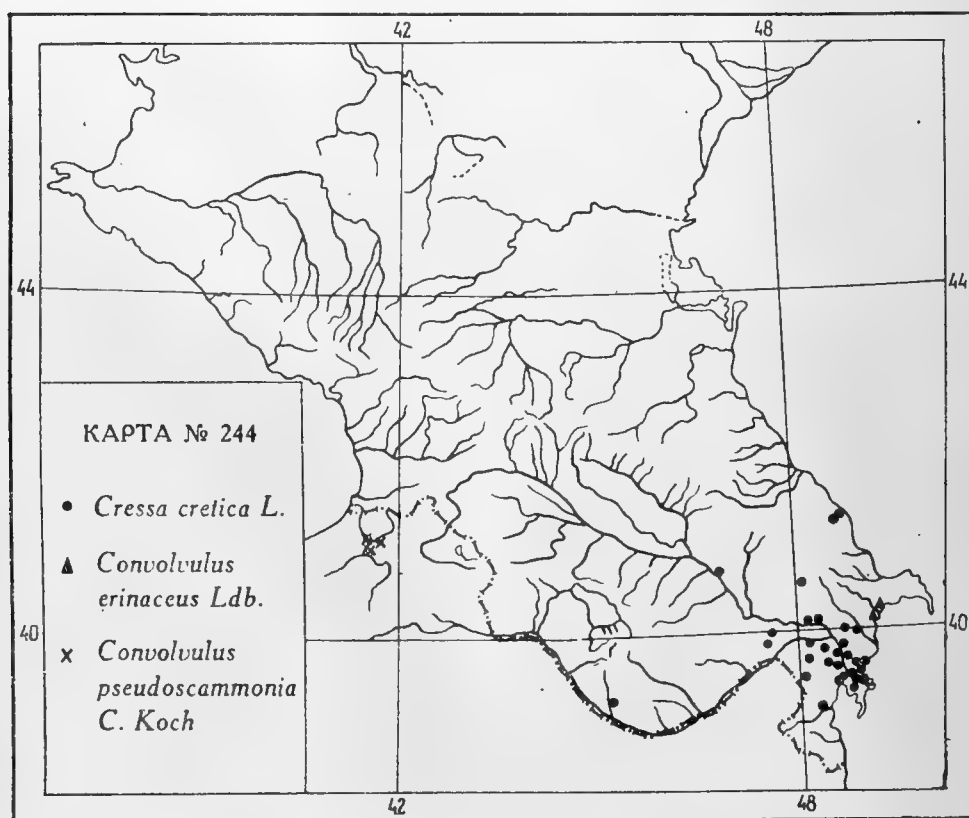 42 48
44 44
КАРТА № 244
Cressa cretica L.
Convolvulus
erinaceus Ldb.
40 40
Convolvulus
pseudoscammonia
C. Koch
42 48